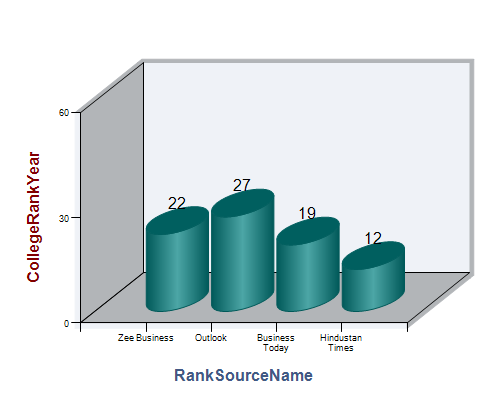 60
30
0
CollegeRankYear
22
27
19
12
Zee Business
Outlook
Business
Today
Hindustan
Times
RankSourceName